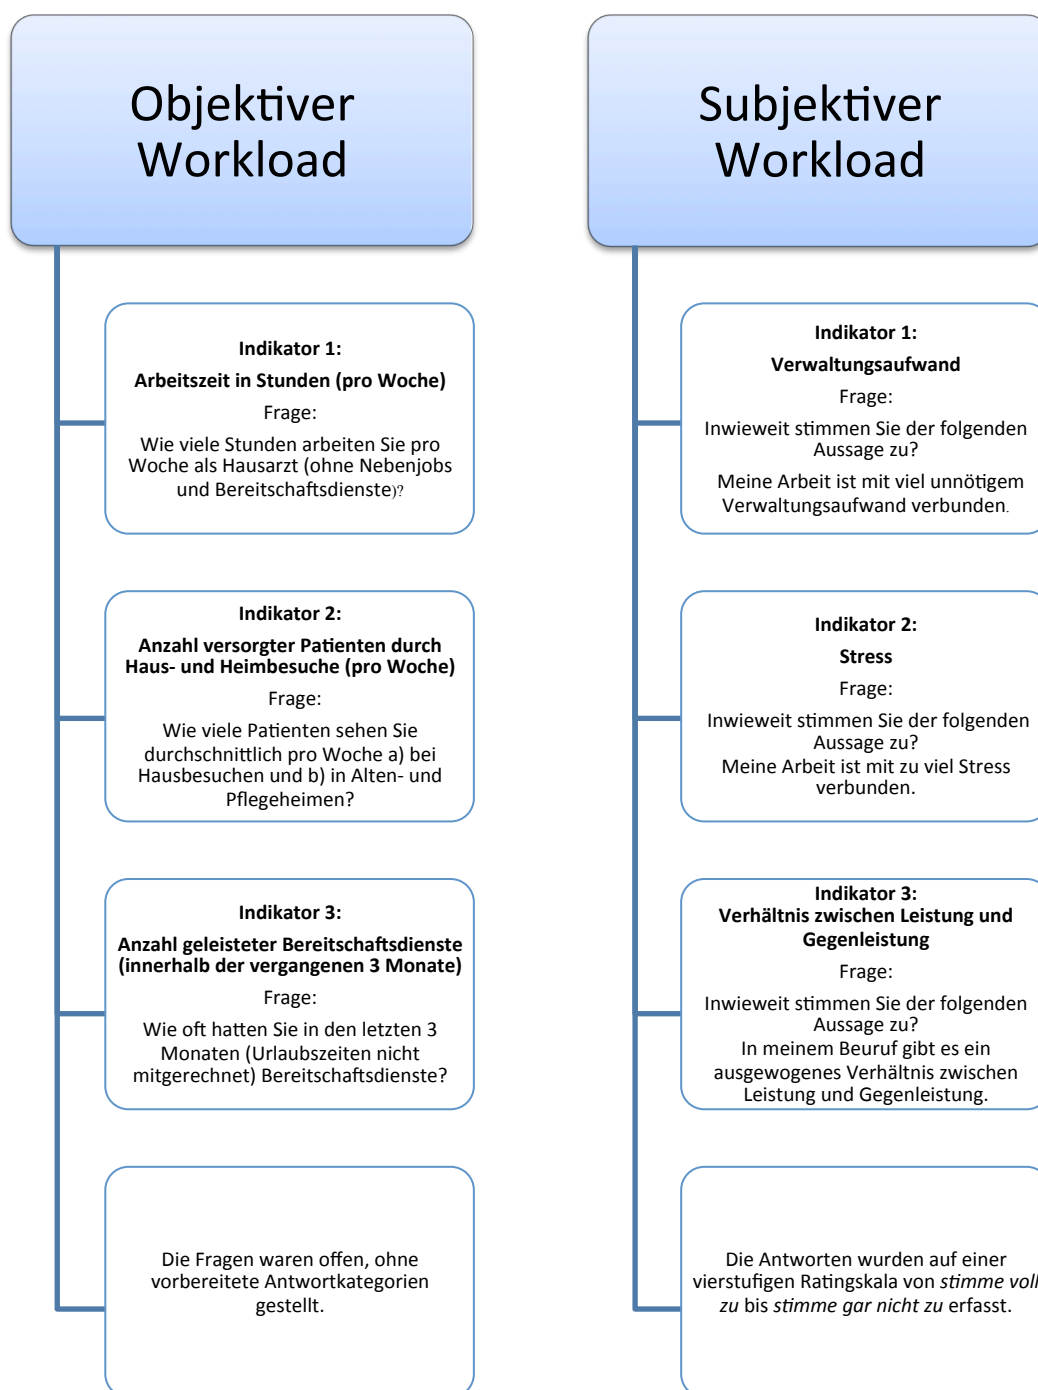 Objektiver
Workload
Indikator 1:
Arbeitszeit in Stunden (pro Woche)
Frage:
Wie viele Stunden arbeiten Sie pro
Woche als Hausarzt (ohne Nebenjobs
und Bereitschaftsdienste)?
Indikator 2:
Anzahl versorgter Patienten durch
Haus- und Heimbesuche (pro Woche)
Frage:
Wie viele Patienten sehen Sie
durchschnittlich pro Woche a) bei
Hausbesuchen und b) in Alten- und
Pflegeheimen?
Indikator 3:
Anzahl geleisteter Bereitschaftsdienste
(innerhalb der vergangenen 3 Monate)
Frage:
Wie oft hatten Sie in den letzten 3
Monaten (Urlaubszeiten nicht
mitgerechnet) Bereitschaftsdienste?
Die Fragen waren offen, ohne
vorbereitete Antwortkategorien
gestellt.
Subjektiver
Workload
Indikator 1:
Verwaltungsaufwand
Frage:
Inwieweit stimmen Sie der folgenden
Aussage zu?
Meine Arbeit ist mit viel unnötigem
Verwaltungsaufwand verbunden.
Indikator 2:
Stress
Frage:
Inwieweit stimmen Sie der folgenden
Aussage zu?
Meine Arbeit ist mit zu viel Stress
verbunden.
Indikator 3:
Verhältnis zwischen Leistung und
Gegenleistung
Frage:
Inwieweit stimmen Sie der folgenden
Aussage zu?
In meinem Beuruf gibt es ein
ausgewogenes Verhältnis zwischen
Leistung und Gegenleistung.
Die Antworten wurden auf einer
vierstufigen Ratingskala von stimme voll
zu bis stimme gar nicht zu erfasst.